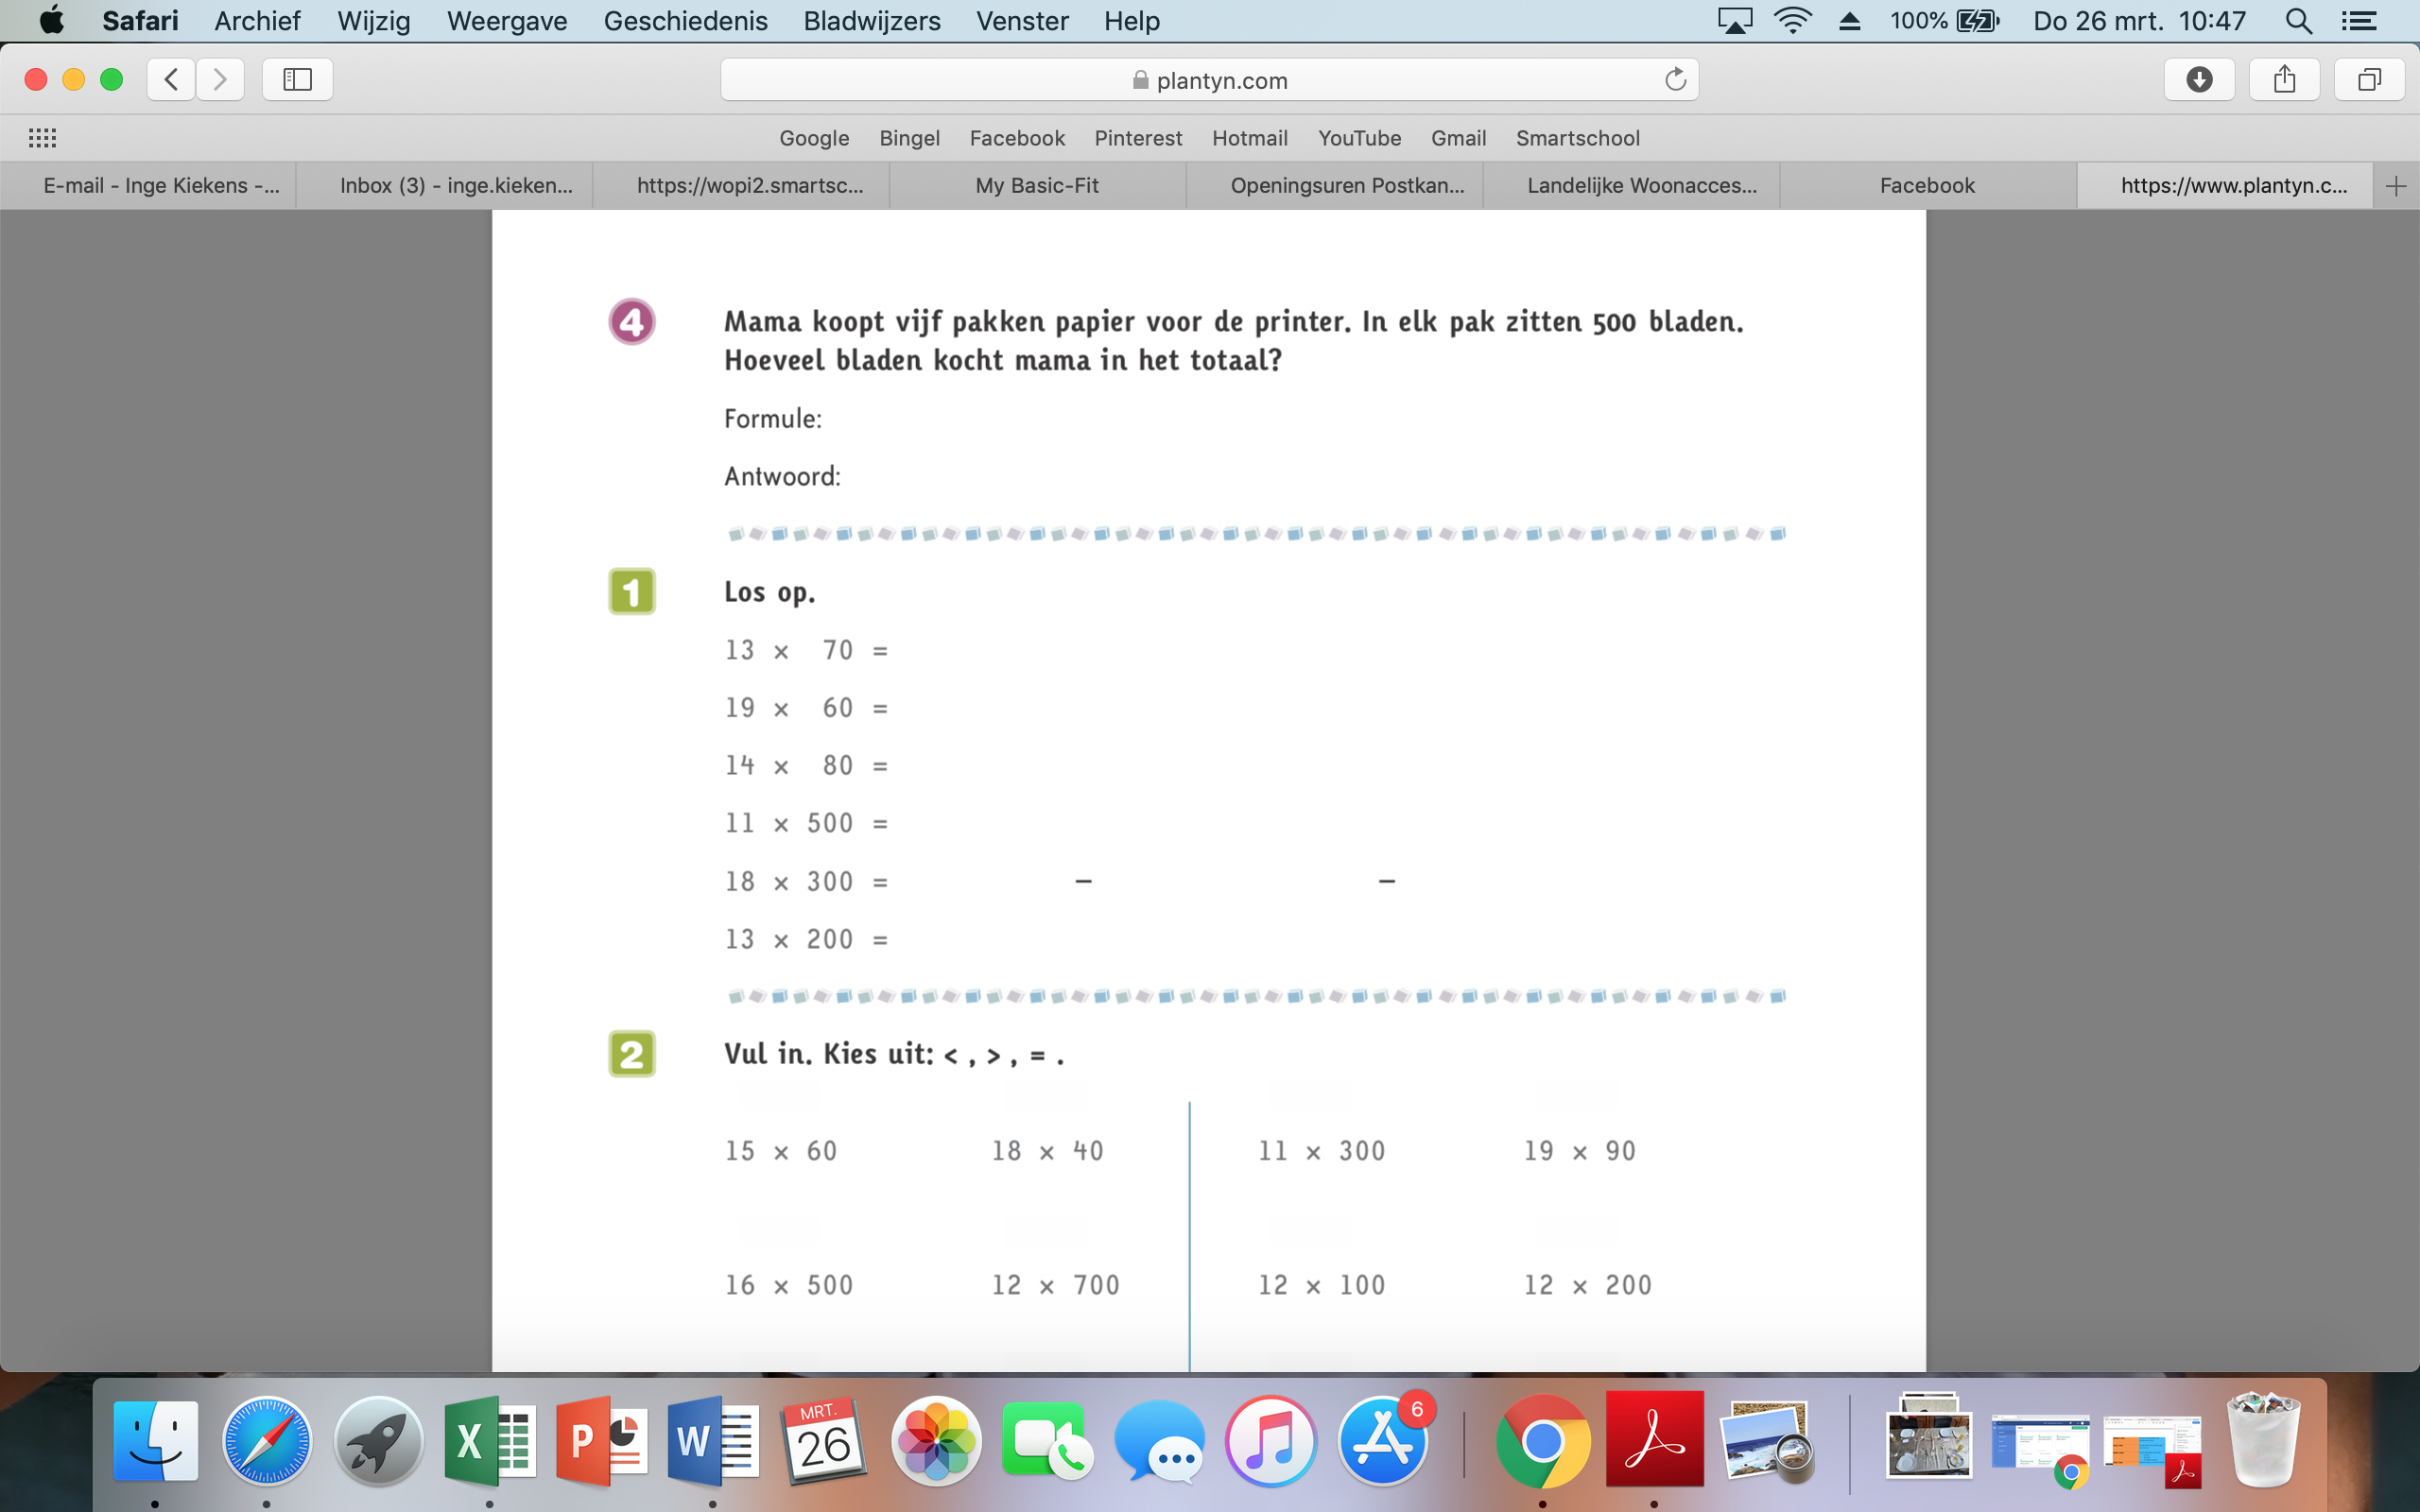 Safari Archief Wijzig Weergave Geschiedenis Bladwijzers Venster Help 100% Do 26 mrt. 10:47
plantyn.com
Google Bingel Facebook Pinterest Hotmail YouTube Gmail Smartschool
E-mail - Inge Kiekens -... Inbox (3) - inge.kieken... https://wopi2.smartsc... My Basic-Fit Openingsuren Postkan... Landelijke Woonacces... Facebook https://www.plantyn.c...
4 Mama koopt vijf pakken papier voor de printer. In elk pak zitten 500 bladen.
Hoeveel bladen kocht mama in het totaal?
Formule:
Antwoord:
1 Los op.
13 × 70 =
19 × 60 =
14 × 80 =
11 × 500 =
18 × 300 = – –
13 × 200 =
2 Vul in. Kies uit: < , > , = .
15 × 60 18 × 40 11 × 300 19 × 90
16 × 500 12 × 700 12 × 100 12 × 200
X P W MRT. 26 6